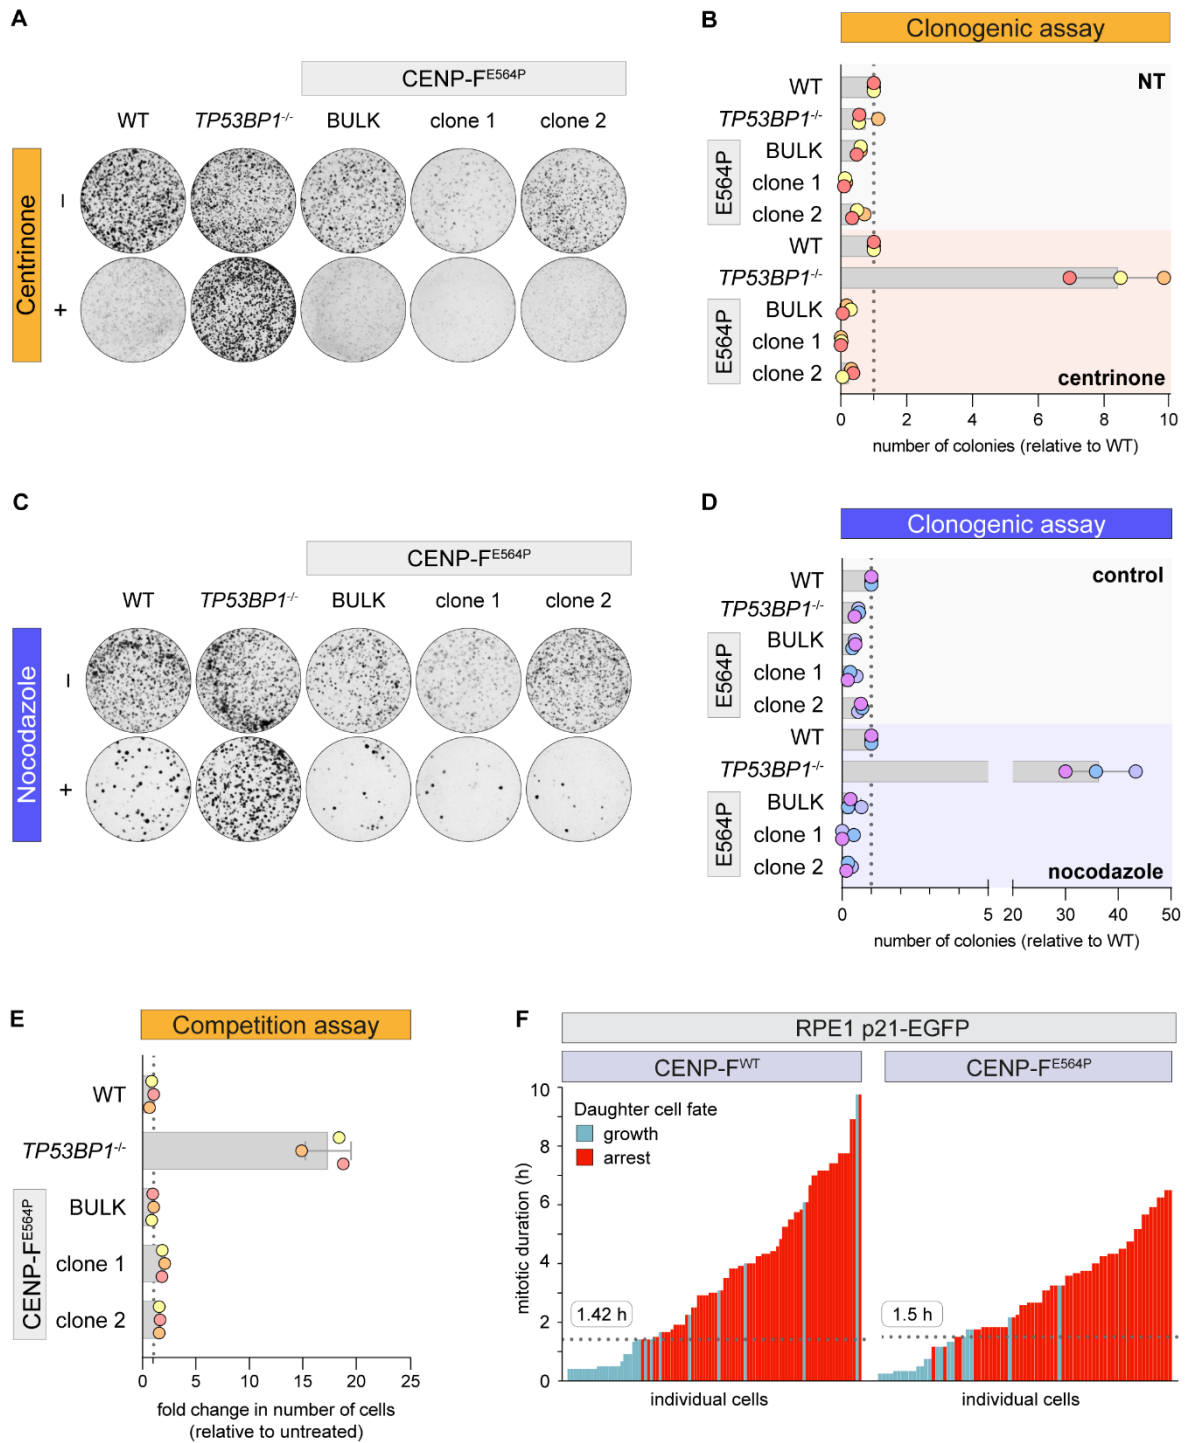 A
CENP-F^E564P
WT TP53BP1^-/- BULK clone 1 clone 2
Centrinone
–
+
B
Clonogenic assay
NT
WT
TP53BP1^-/-
E564P
BULK
clone 1
clone 2
WT
TP53BP1^-/-
E564P
BULK
clone 1
clone 2
centrinone
0 2 4 6 8 10
number of colonies (relative to WT)
C
CENP-F^E564P
WT TP53BP1^-/- BULK clone 1 clone 2
Nocodazole
–
+
D
Clonogenic assay
control
WT
TP53BP1^-/-
E564P
BULK
clone 1
clone 2
WT
TP53BP1^-/-
E564P
BULK
clone 1
clone 2
nocodazole
0 5 20 30 40 50
number of colonies (relative to WT)
E
Competition assay
WT
TP53BP1^-/-
CENP-F^E564P
BULK
clone 1
clone 2
0 5 10 15 20 25
fold change in number of cells
(relative to untreated)
F
RPE1 p21-EGFP
CENP-F^WT CENP-F^E564P
mitotic duration (h)
10
8
6
4
2
0
Daughter cell fate
growth
arrest
1.42 h
1.5 h
individual cells individual cells